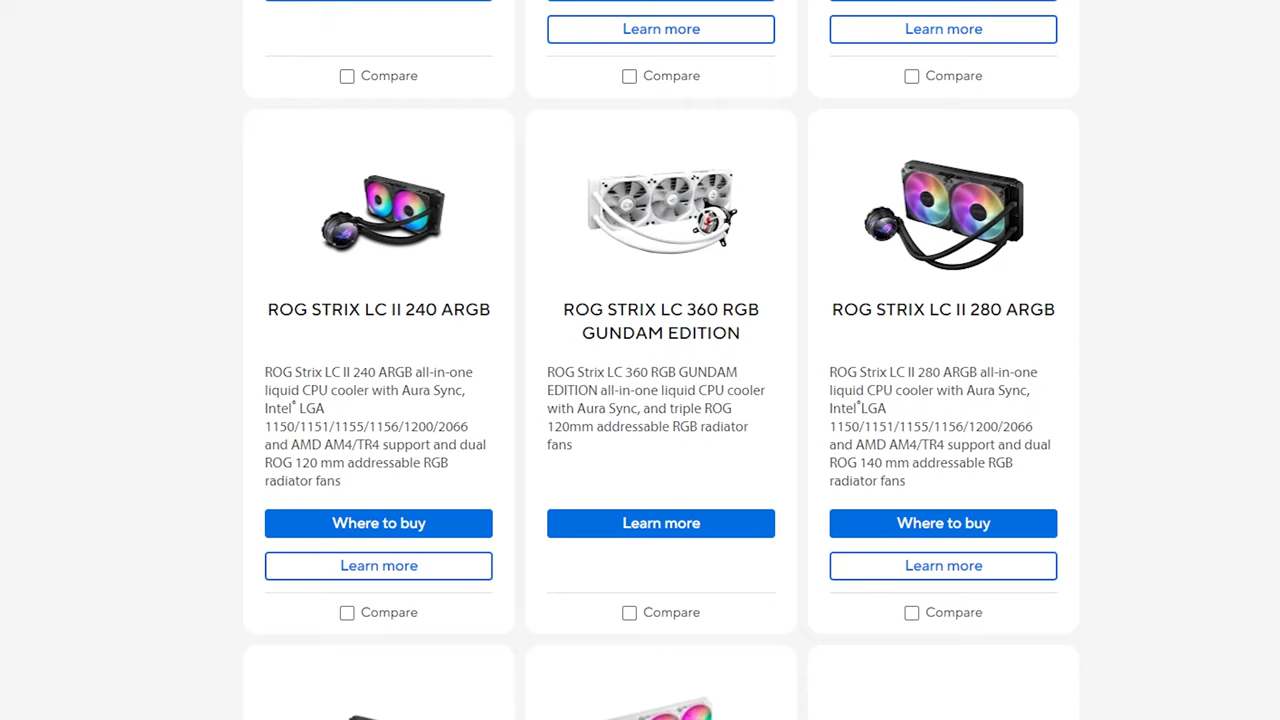 Learn more
Learn more
Compare
Compare
Compare
ROG STRIX LC II 240 ARGB
ROG Strix LC II 240 ARGB all-in-one
liquid CPU cooler with Aura Sync,
Intel® LGA
1150/1151/1155/1156/1200/2066
and AMD AM4/TR4 support and dual
ROG 120 mm addressable RGB
radiator fans
Where to buy
Learn more
Compare
ROG STRIX LC 360 RGB
GUNDAM EDITION
ROG Strix LC 360 RGB GUNDAM
EDITION all-in-one liquid CPU cooler
with Aura Sync, and triple ROG
120mm addressable RGB radiator
fans
Learn more
Compare
ROG STRIX LC II 280 ARGB
ROG Strix LC II 280 ARGB all-in-one
liquid CPU cooler with Aura Sync,
Intel®LGA
1150/1151/1155/1156/1200/2066
and AMD AM4/TR4 support and dual
ROG 140 mm addressable RGB
radiator fans
Where to buy
Learn more
Compare